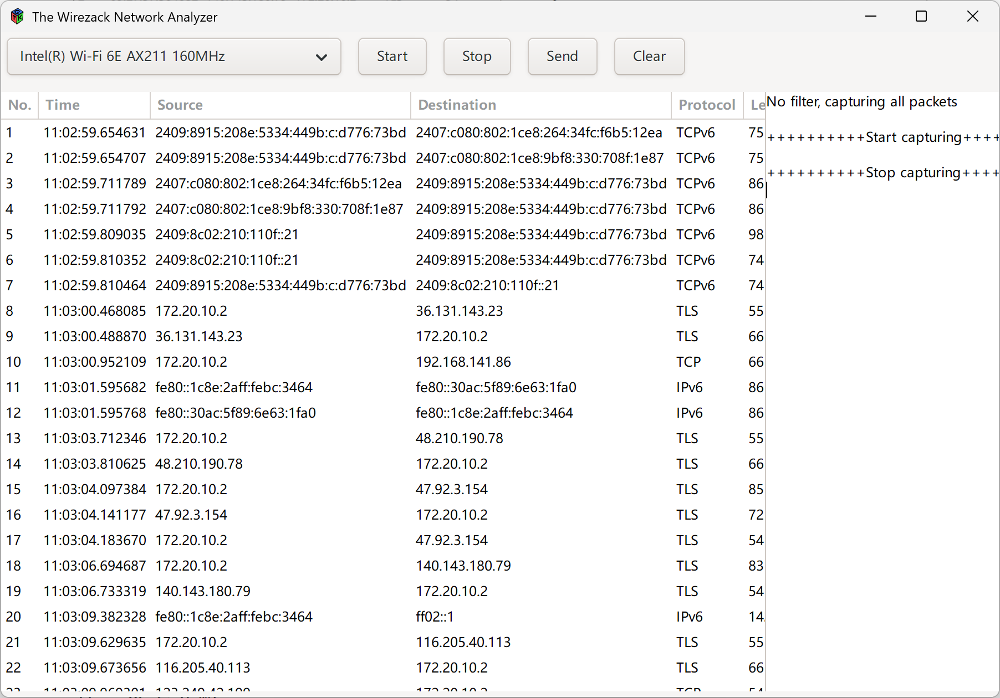 The Wirezack Network Analyzer
Intel(R) Wi-Fi 6E AX211 160MHz Start Stop Send Clear
No. Time Source Destination Protocol Le
1 11:02:59.654631 2409:8915:208e:5334:449b:c:d776:73bd 2407:c080:802:1ce8:264:34fc:f6b5:12ea TCPv6 75
2 11:02:59.654707 2409:8915:208e:5334:449b:c:d776:73bd 2407:c080:802:1ce8:9bf8:330:708f:1e87 TCPv6 75
3 11:02:59.711789 2407:c080:802:1ce8:264:34fc:f6b5:12ea 2409:8915:208e:5334:449b:c:d776:73bd TCPv6 86
4 11:02:59.711792 2407:c080:802:1ce8:9bf8:330:708f:1e87 2409:8915:208e:5334:449b:c:d776:73bd TCPv6 86
5 11:02:59.809035 2409:8c02:210:110f::21 2409:8915:208e:5334:449b:c:d776:73bd TCPv6 98
6 11:02:59.810352 2409:8c02:210:110f::21 2409:8915:208e:5334:449b:c:d776:73bd TCPv6 74
7 11:02:59.810464 2409:8915:208e:5334:449b:c:d776:73bd 2409:8c02:210:110f::21 TCPv6 74
8 11:03:00.468085 172.20.10.2 36.131.143.23 TLS 55
9 11:03:00.488870 36.131.143.23 172.20.10.2 TLS 66
10 11:03:00.952109 172.20.10.2 192.168.141.86 TCP 66
11 11:03:01.595682 fe80::1c8e:2aff:febc:3464 fe80::30ac:5f89:6e63:1fa0 IPv6 86
12 11:03:01.595768 fe80::30ac:5f89:6e63:1fa0 fe80::1c8e:2aff:febc:3464 IPv6 86
13 11:03:03.712346 172.20.10.2 48.210.190.78 TLS 55
14 11:03:03.810625 48.210.190.78 172.20.10.2 TLS 66
15 11:03:04.097384 172.20.10.2 47.92.3.154 TLS 85
16 11:03:04.141177 47.92.3.154 172.20.10.2 TLS 72
17 11:03:04.183670 172.20.10.2 47.92.3.154 TLS 54
18 11:03:06.694687 172.20.10.2 140.143.180.79 TLS 83
19 11:03:06.733319 140.143.180.79 172.20.10.2 TLS 54
20 11:03:09.382328 fe80::1c8e:2aff:febc:3464 ff02::1 IPv6 14
21 11:03:09.629635 172.20.10.2 116.205.40.113 TLS 55
22 11:03:09.673656 116.205.40.113 172.20.10.2 TLS 66
No filter, capturing all packets
++++++++++Start capturing++++
++++++++++Stop capturing++++